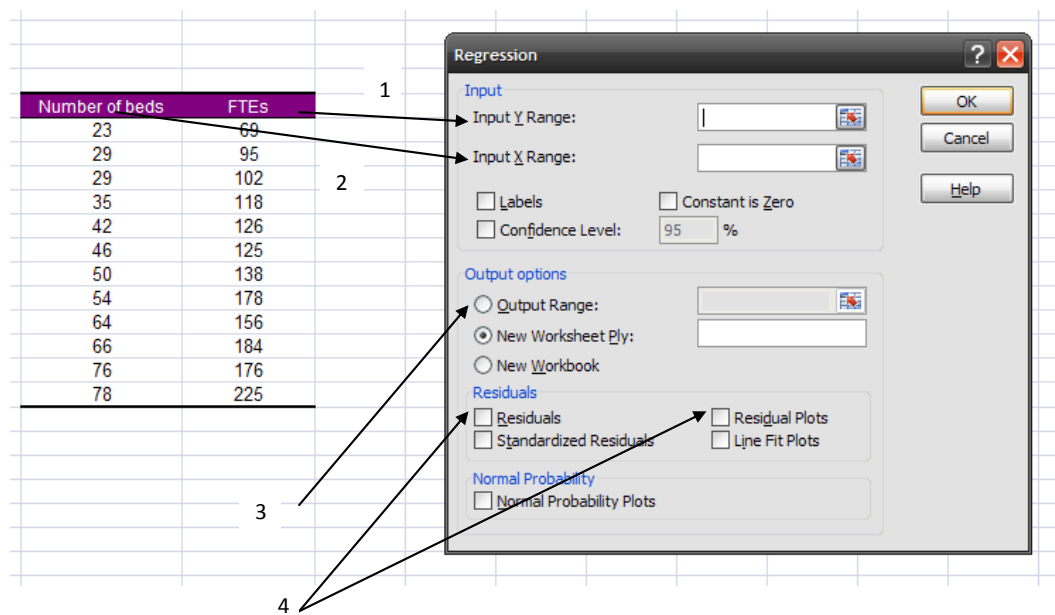 Number of beds FTEs
23 69
29 95
29 102
35 118
42 126
46 125
50 138
54 178
64 156
66 184
76 176
78 225
1
2
3
4
Regression
?
Input
Input Y Range:
Input X Range:
Labels Constant is Zero
Confidence Level: 95 %
Output options
Output Range:
New Worksheet Ply:
New Workbook
Residuals
Residuals Residual Plots
Standardized Residuals Line Fit Plots
Normal Probability
Normal Probability Plots
OK
Cancel
Help